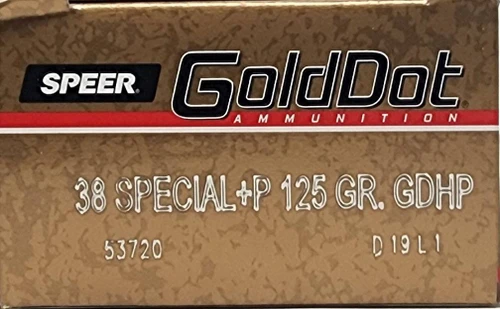 SPEER® GoldDot®
AMMUNITION
38 SPECIAL+P 125 GR. GDHP
53720 D19L1